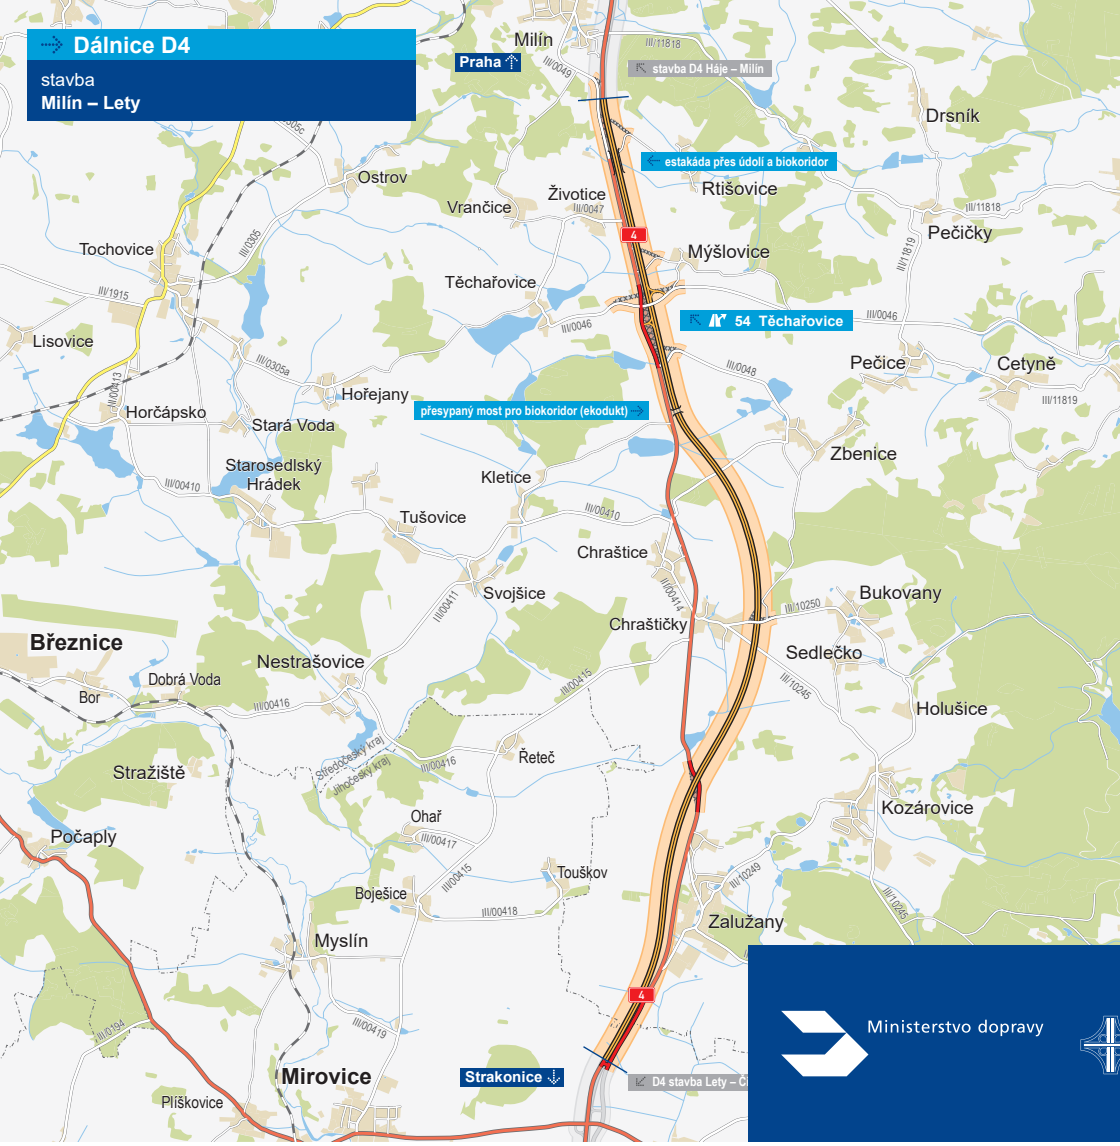 Dálnice D4
stavba
Milín – Lety
Milín
III/11818
Praha
III/0049
stavba D4 Háje – Milín
Drsník
estakáda přes údolí a biokoridor
Ostrov
Životice
Rtišovice
Vrančice
III/0047
III/11818
Pečičky
4
III/0305
III/11819
Tochovice
Mýšlovice
Těchařovice
III/1915
III/0046
54 Těchařovice
III/0046
Lisovice
III/0305a
III/0048
Pečice
Cetyně
III/00413
Hořejany
III/11819
Horčápsko
přesypaný most pro biokoridor (ekodukt)
Stará Voda
Zbenice
Starosedlský
Hrádek
Kletice
III/00410
III/00410
Tušovice
Chraštice
Svojšice
III/00411
III/00414
Bukovany
III/10250
Chraštičky
Březnice
Sedlečko
Nestrašovice
Dobrá Voda
III/00415
III/10245
Bor
III/00416
Holušice
Středočeský kraj
Jihočeský kraj
Řeteč
III/00416
Stražiště
Kozárovice
Ohař
Počaply
III/00417
Touškov
III/00415
III/10249
Boješice
III/00418
III/10245
Zalužany
Myslín
4
III/0194
III/00419
Ministerstvo dopravy
Mirovice
Strakonice
D4 stavba Lety –
Plíškovice